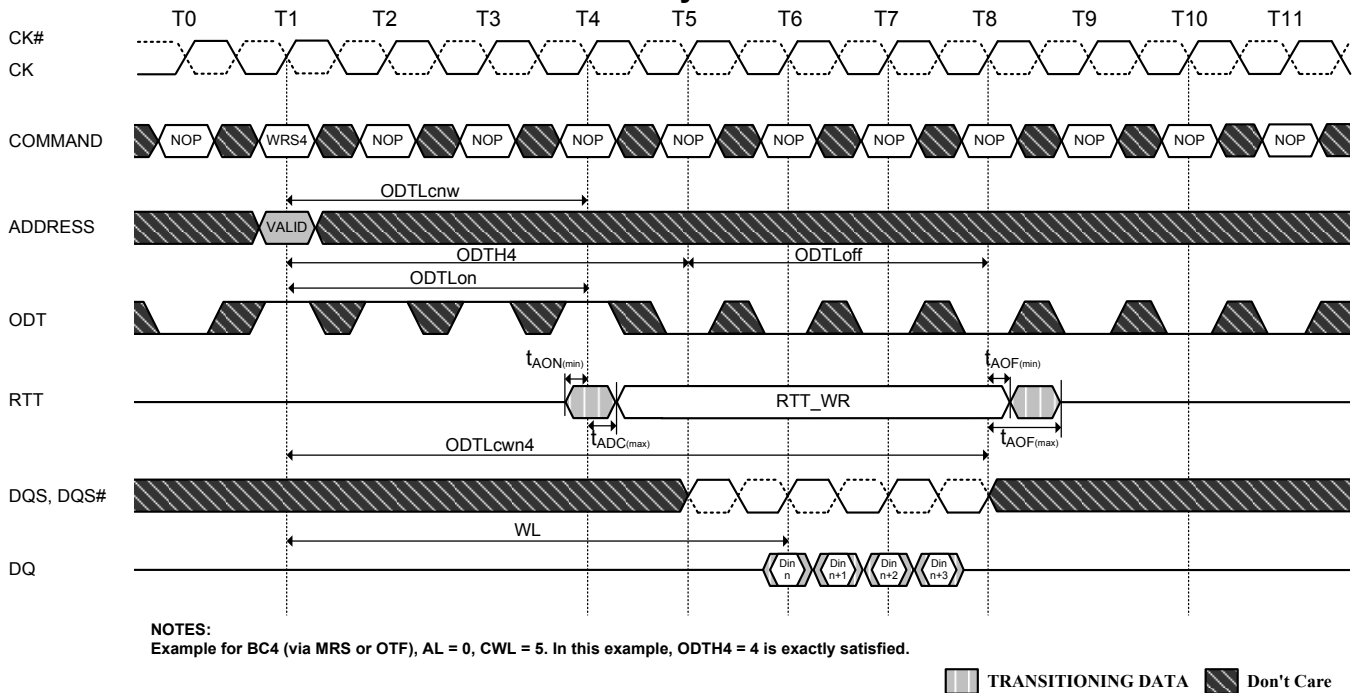 T0 T1 T2 T3 T4 T5 T6 T7 T8 T9 T10 T11
CK#
CK
COMMAND NOP WRS4 NOP NOP NOP NOP NOP NOP NOP NOP NOP NOP
ODTLcnw
ADDRESS VALID
ODTH4 ODTLoff
ODTLon
ODT
tAON(min) tAOF(min)
RTT RTT_WR
tADC(max) tAOF(max)
ODTLcwn4
DQS, DQS#
WL
DQ Din n Din n+1 Din n+2 Din n+3
NOTES:
Example for BC4 (via MRS or OTF), AL = 0, CWL = 5. In this example, ODTH4 = 4 is exactly satisfied.
TRANSITIONING DATA Don't Care